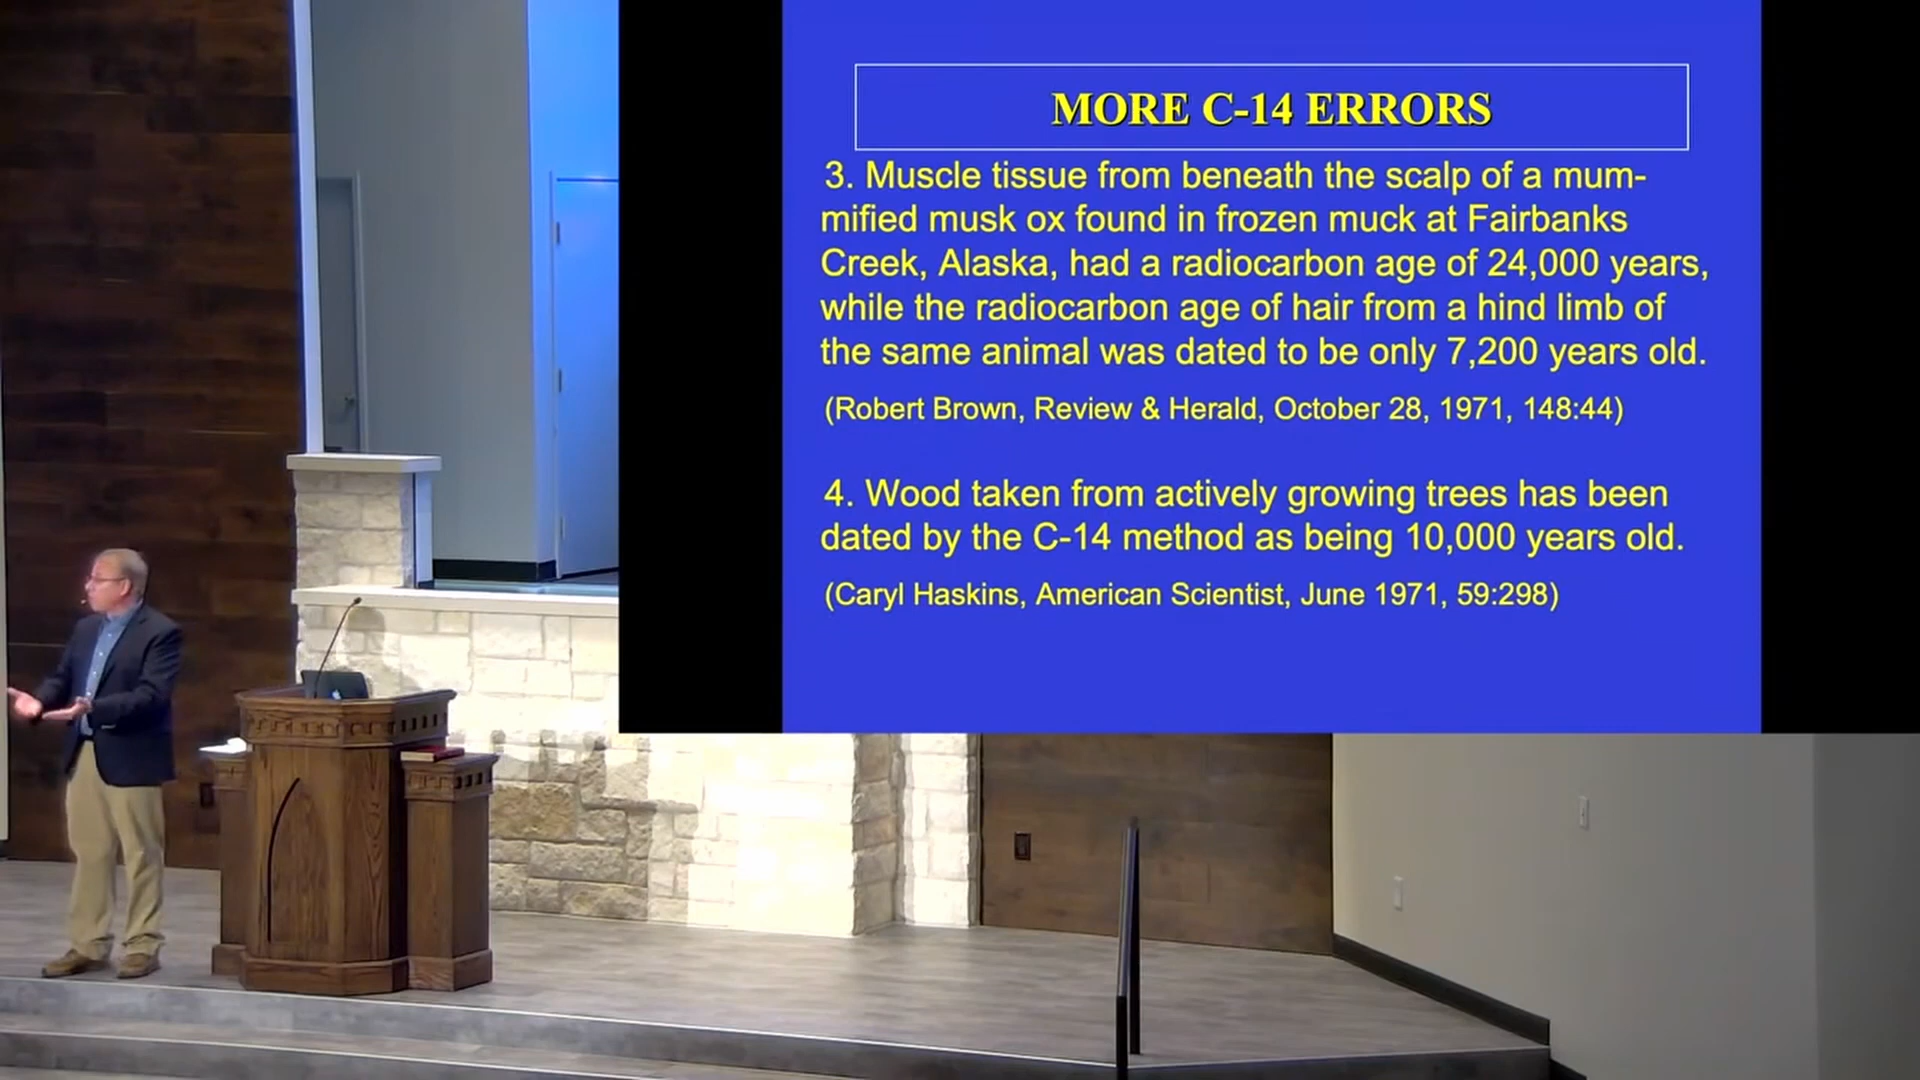 MORE C-14 ERRORS
3. Muscle tissue from beneath the scalp of a mum-
mified musk ox found in frozen muck at Fairbanks
Creek, Alaska, had a radiocarbon age of 24,000 years,
while the radiocarbon age of hair from a hind limb of
the same animal was dated to be only 7,200 years old.
(Robert Brown, Review & Herald, October 28, 1971, 148:44)
4. Wood taken from actively growing trees has been
dated by the C-14 method as being 10,000 years old.
(Caryl Haskins, American Scientist, June 1971, 59:298)